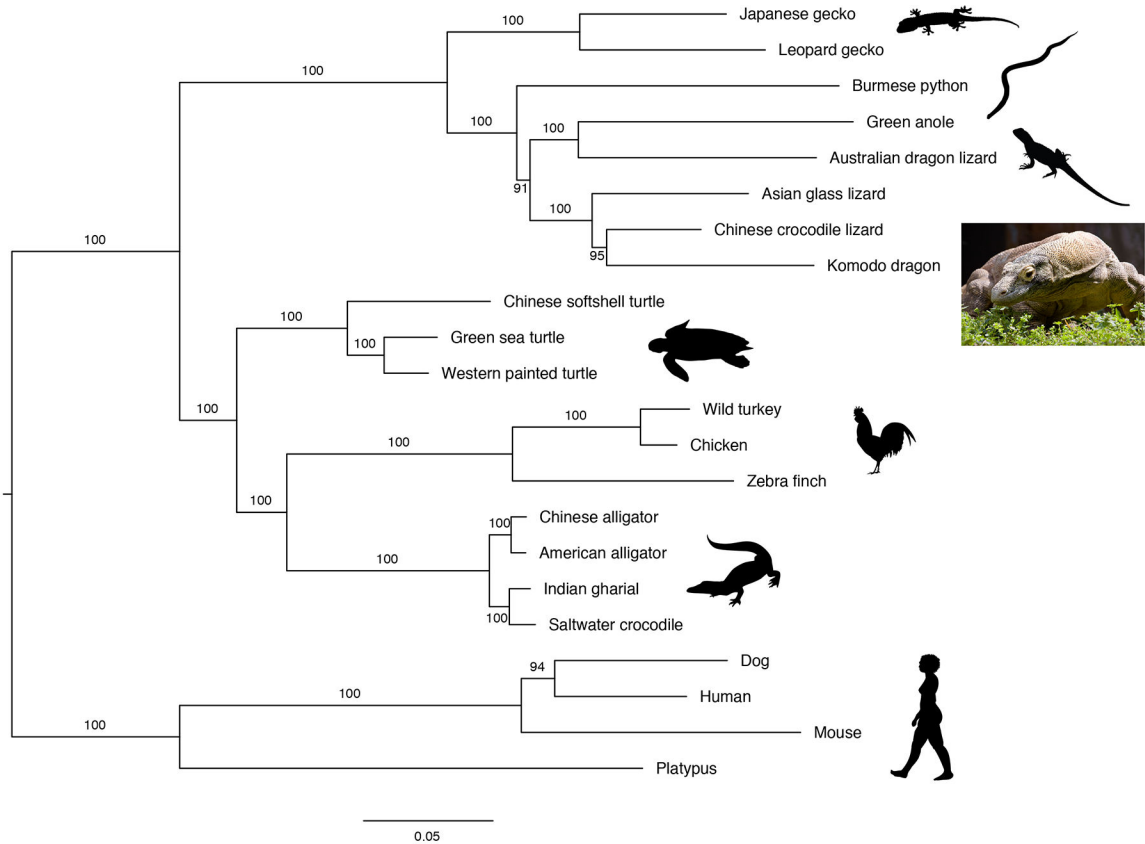 100
Japanese gecko
Leopard gecko
100
Burmese python
100
100
Green anole
Australian dragon lizard
91
Asian glass lizard
100
Chinese crocodile lizard
100
95
Komodo dragon
Chinese softshell turtle
100
Green sea turtle
100
Western painted turtle
100
Wild turkey
100
Chicken
100
Zebra finch
100
Chinese alligator
100
American alligator
100
Indian gharial
100
Saltwater crocodile
Dog
94
Human
100
100
Mouse
Platypus
0.05